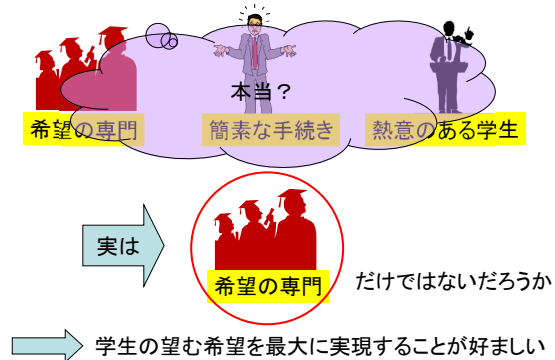 本当？
希望の専門
簡素な手続き
熱意のある学生
実は
希望の専門
だけではないだろうか
学生の望む希望を最大に実現することが好ましい